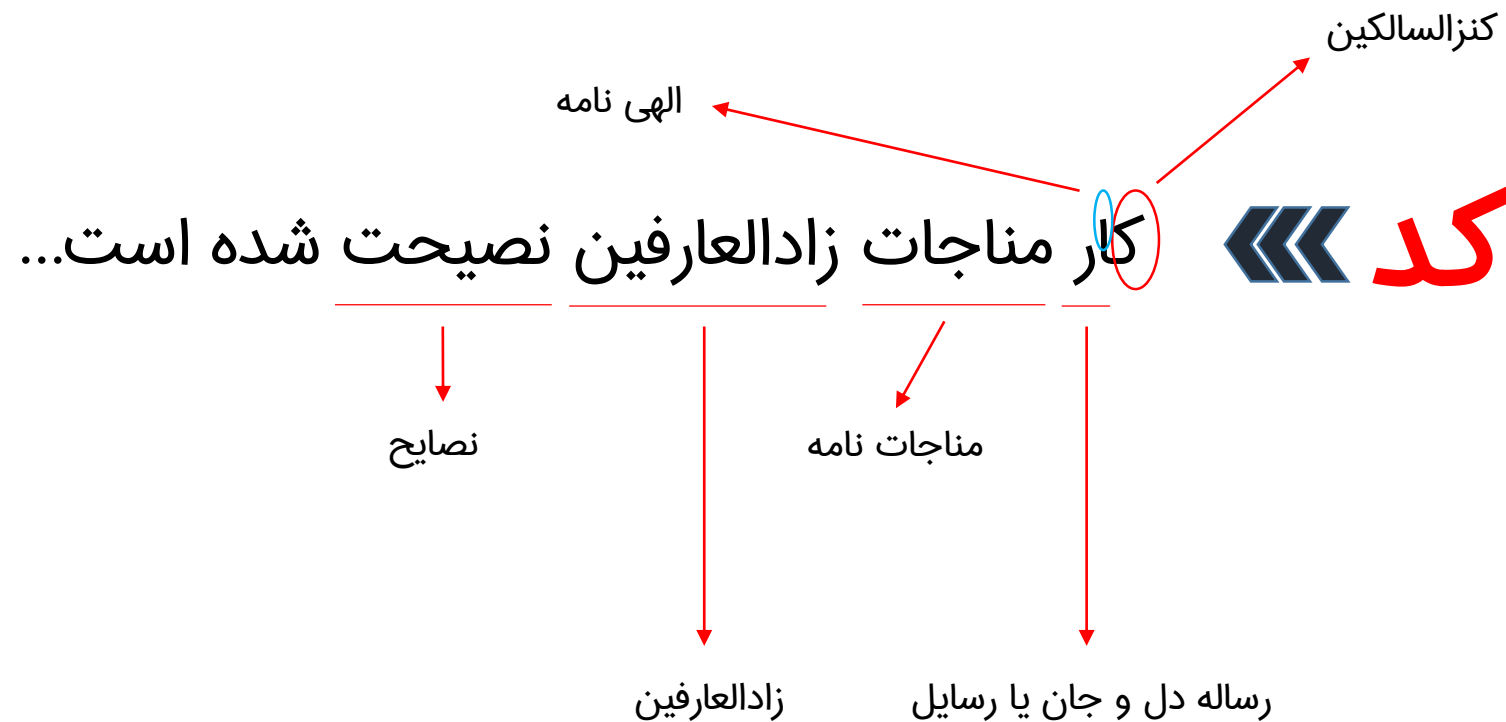 کنزالسالکین
الهی نامه
کد
کار مناجات زادالعارفین نصیحت شده است...
نصایح
مناجات نامه
زادالعارفین
رساله دل و جان یا رسایل